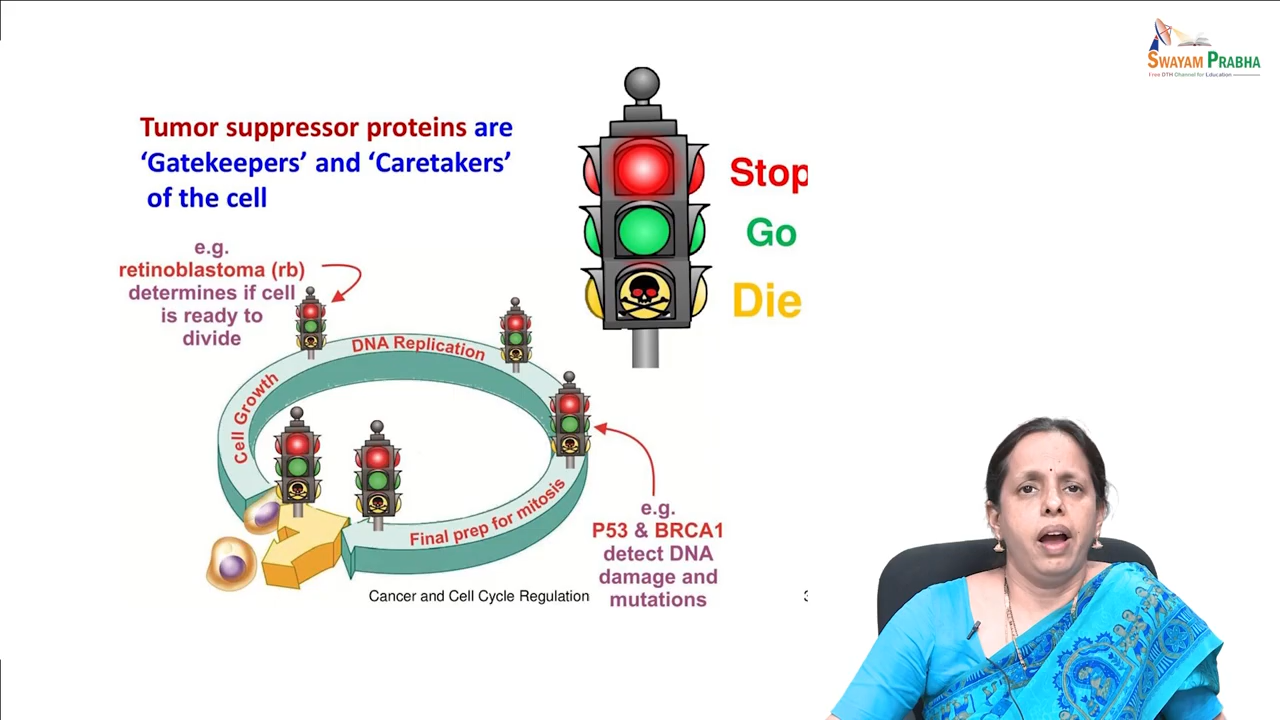 SWAYAM PRABHA
Free DTH Channel for Education
Tumor suppressor proteins are
‘Gatekeepers’ and ‘Caretakers’
of the cell
Stop
Go
Die
e.g.
retinoblastoma (rb)
determines if cell
is ready to
divide
DNA Replication
Cell Growth
Final prep for mitosis
e.g.
P53 & BRCA1
detect DNA
damage and
mutations
Cancer and Cell Cycle Regulation